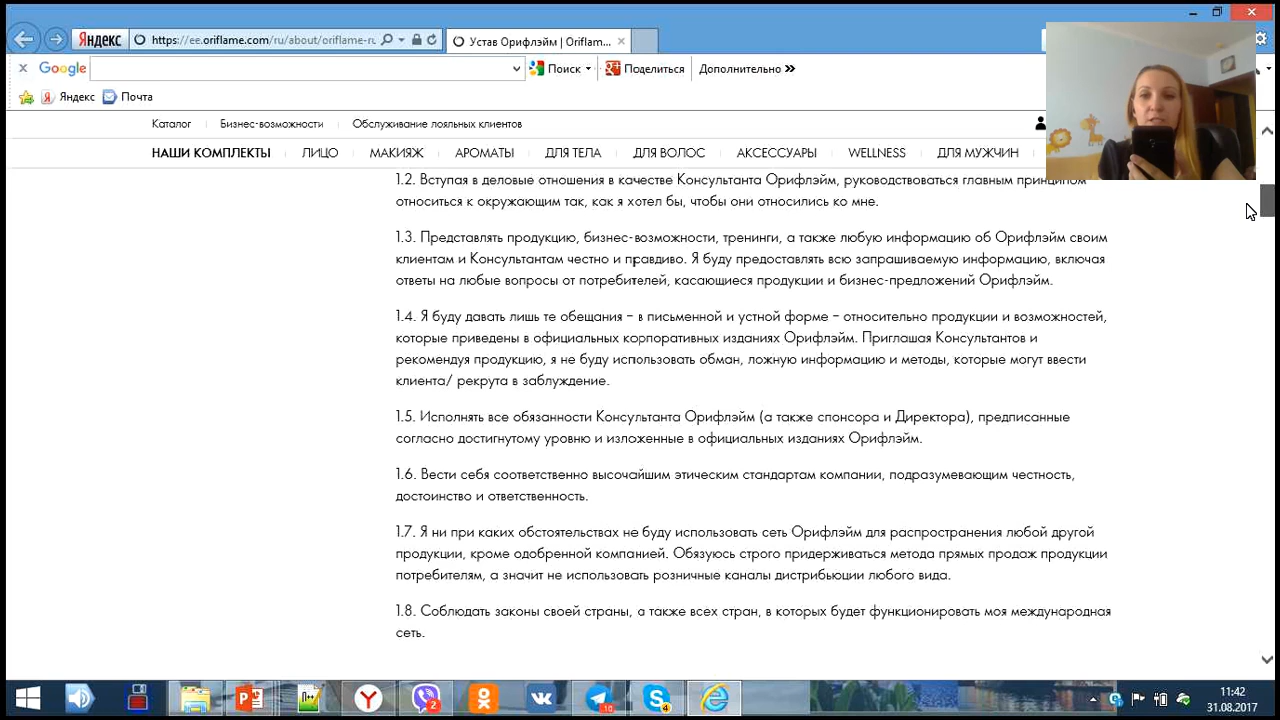 Яндекс
https://ee.oriflame.com/ru/about/oriflame-ru
Устав Орифлэйм | Oriflam...
Google
Поиск
Поделиться
Дополнительно »
Яндекс
Почта
Каталог
Бизнес-возможности
Обслуживание лояльных клиентов
НАШИ КОМПЛЕКТЫ ЛИЦО МАКИЯЖ АРОМАТЫ ДЛЯ ТЕЛА ДЛЯ ВОЛОС АКСЕССУАРЫ WELLNESS ДЛЯ МУЖЧИН
1.2. Вступая в деловые отношения в качестве Консультанта Орифлэйм, руководствоваться главным принципом
относиться к окружающим так, как я хотел бы, чтобы они относились ко мне.
1.3. Представлять продукцию, бизнес-возможности, тренинги, а также любую информацию об Орифлэйм своим
клиентам и Консультантам честно и правдиво. Я буду предоставлять всю запрашиваемую информацию, включая
ответы на любые вопросы от потребителей, касающиеся продукции и бизнес-предложений Орифлэйм.
1.4. Я буду давать лишь те обещания – в письменной и устной форме – относительно продукции и возможностей,
которые приведены в официальных корпоративных изданиях Орифлэйм. Приглашая Консультантов и
рекомендуя продукцию, я не буду использовать обман, ложную информацию и методы, которые могут ввести
клиента/ рекрута в заблуждение.
1.5. Исполнять все обязанности Консультанта Орифлэйм (а также спонсора и Директора), предписанные
согласно достигнутому уровню и изложенные в официальных изданиях Орифлэйм.
1.6. Вести себя соответственно высочайшим этическим стандартам компании, подразумевающим честность,
достоинство и ответственность.
1.7. Я ни при каких обстоятельствах не буду использовать сеть Орифлэйм для распространения любой другой
продукции, кроме одобренной компанией. Обязуюсь строго придерживаться метода прямых продаж продукции
потребителям, а значит не использовать розничные каналы дистрибьюции любого вида.
1.8. Соблюдать законы своей страны, а также всех стран, в которых будет функционировать моя международная
сеть.
2
4
11:42
31.08.2017